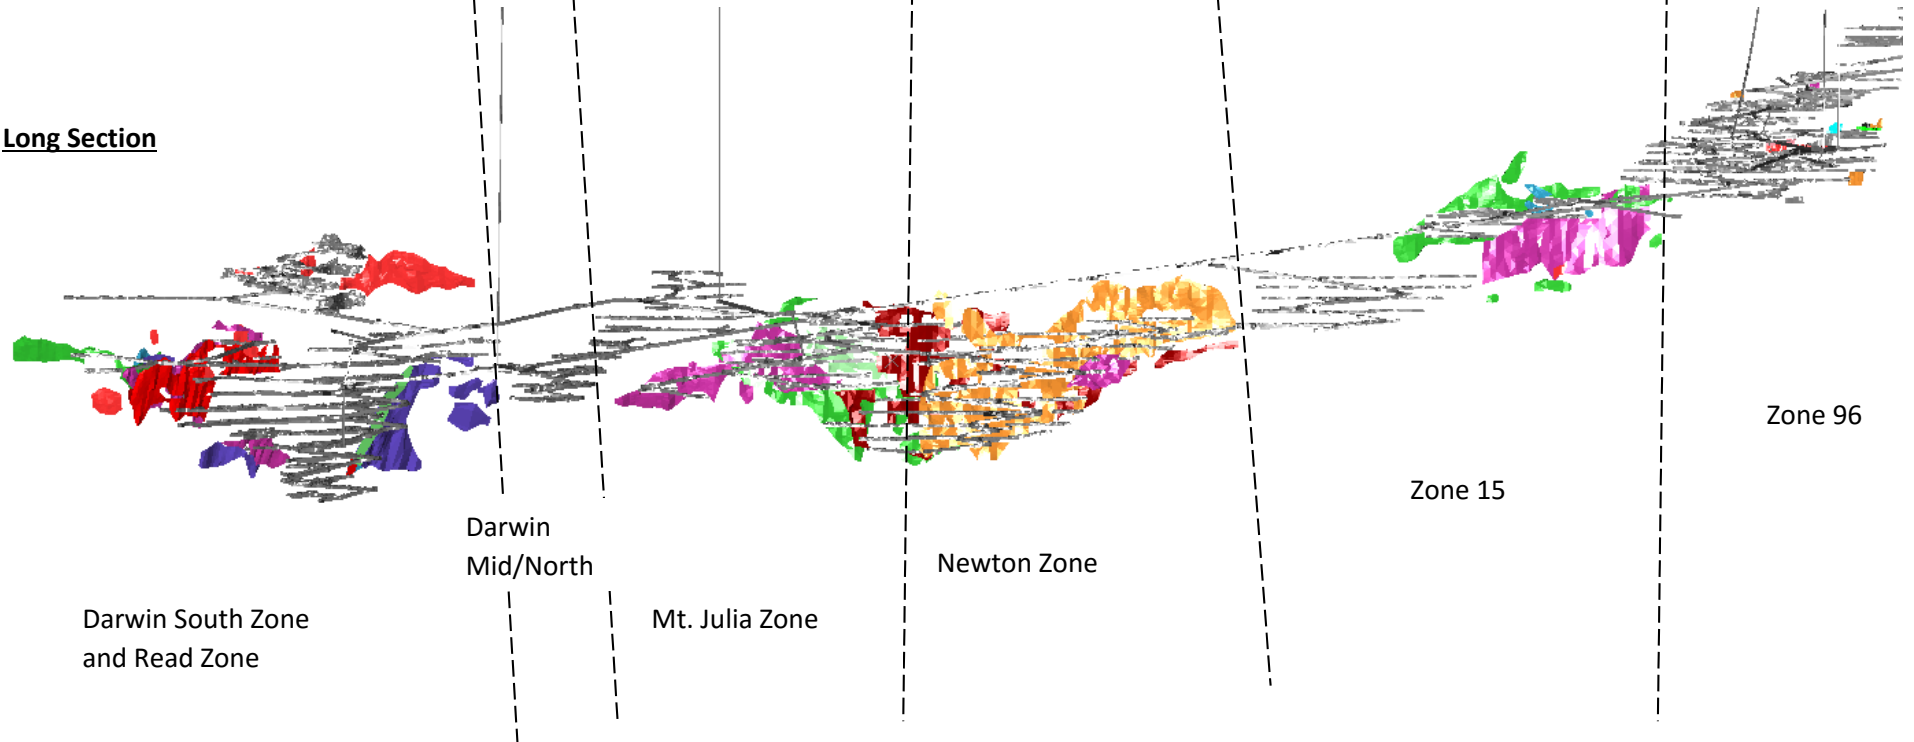 Long Section
Zone 96
Zone 15
Darwin
Mid/North
Newton Zone
Darwin South Zone
and Read Zone
Mt. Julia Zone